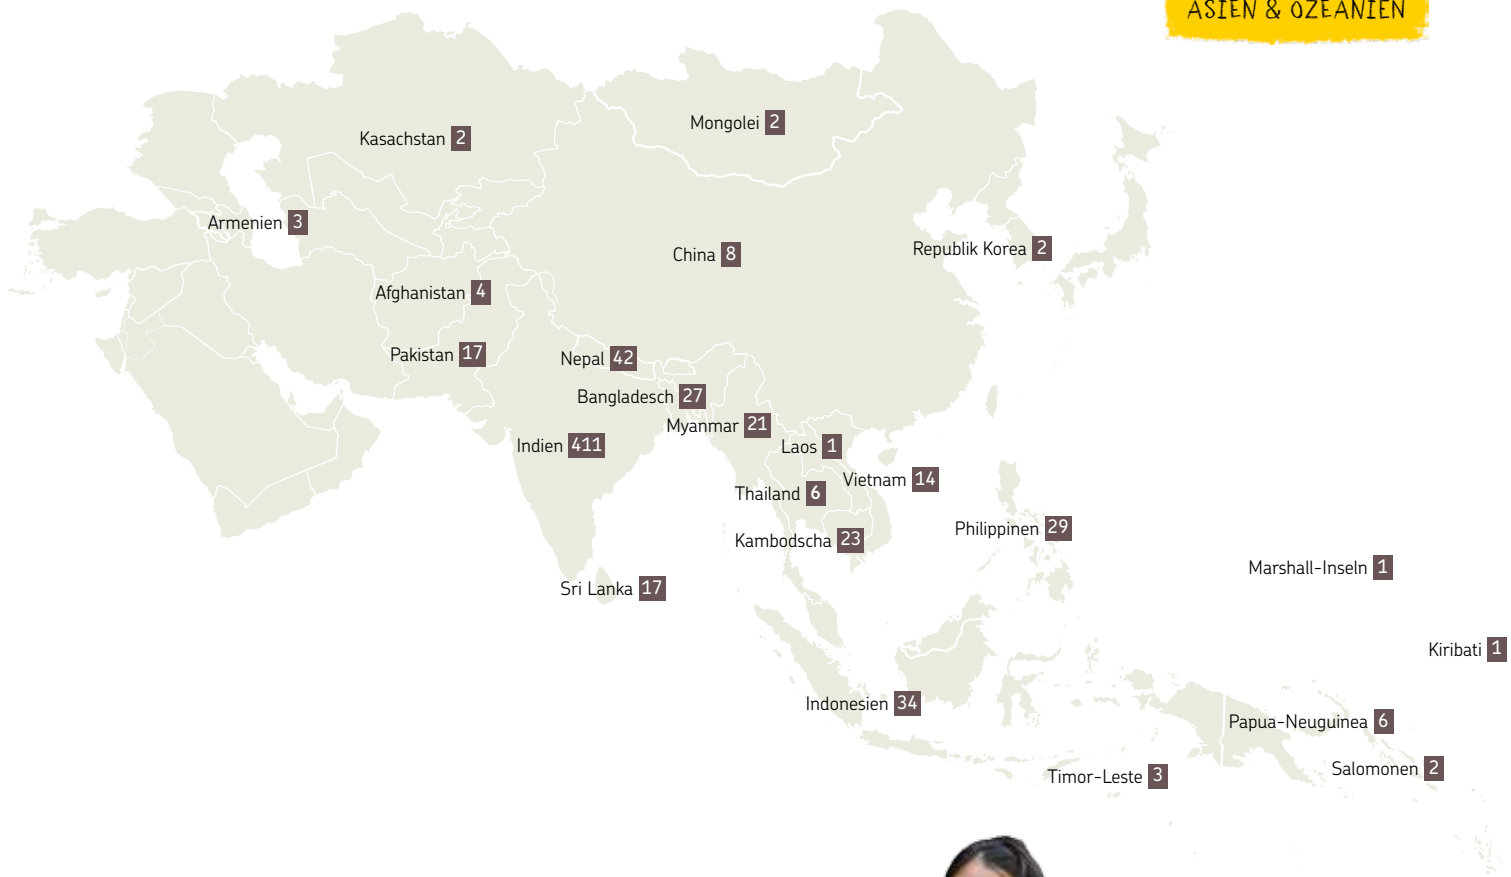 ASIEN & OZEANIEN
Mongolei 2
Kasachstan 2
Armenien 3
Republik Korea 2
China 8
Afghanistan 4
Pakistan 17
Nepal 42
Bangladesch 27
Myanmar 21
Indien 411
Laos 1
Vietnam 14
Thailand 6
Philippinen 29
Kambodscha 23
Marshall-Inseln 1
Sri Lanka 17
Kiribati 1
Indonesien 34
Papua-Neuguinea 6
Salomonen 2
Timor-Leste 3